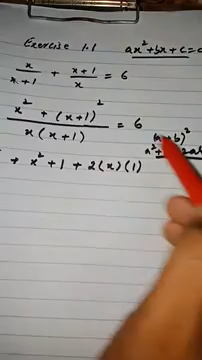 Exercise 1.1
ax² + bx + c = 0
x/(x+1) + (x+1)/x = 6
(x² + (x+1)²)/(x(x+1)) = 6
+ x² + 1 + 2(x)(1)